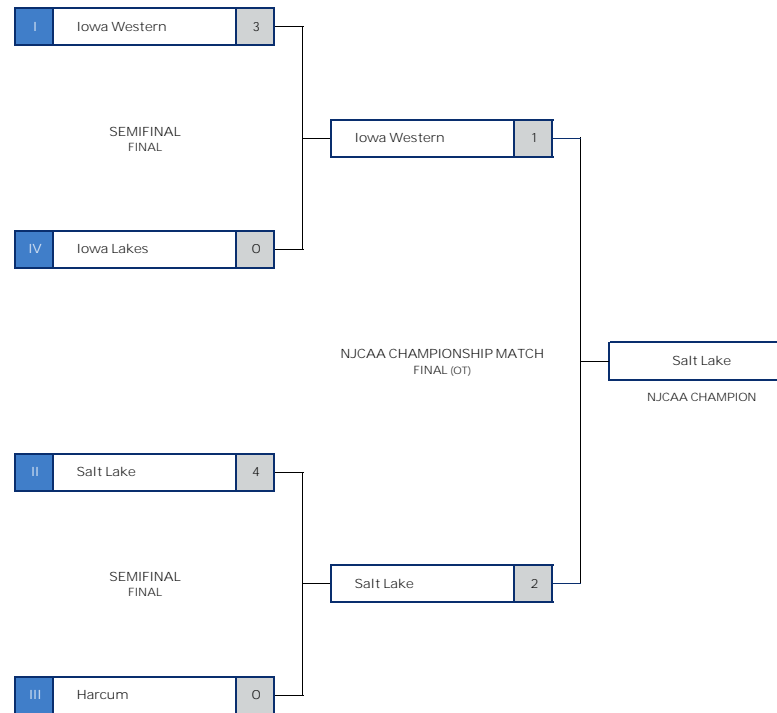 I Iowa Western 3
SEMIFINAL
FINAL
Iowa Western 1
IV Iowa Lakes 0
NJCAA CHAMPIONSHIP MATCH
FINAL (OT)
Salt Lake
NJCAA CHAMPION
II Salt Lake 4
SEMIFINAL
FINAL
Salt Lake 2
III Harcum 0